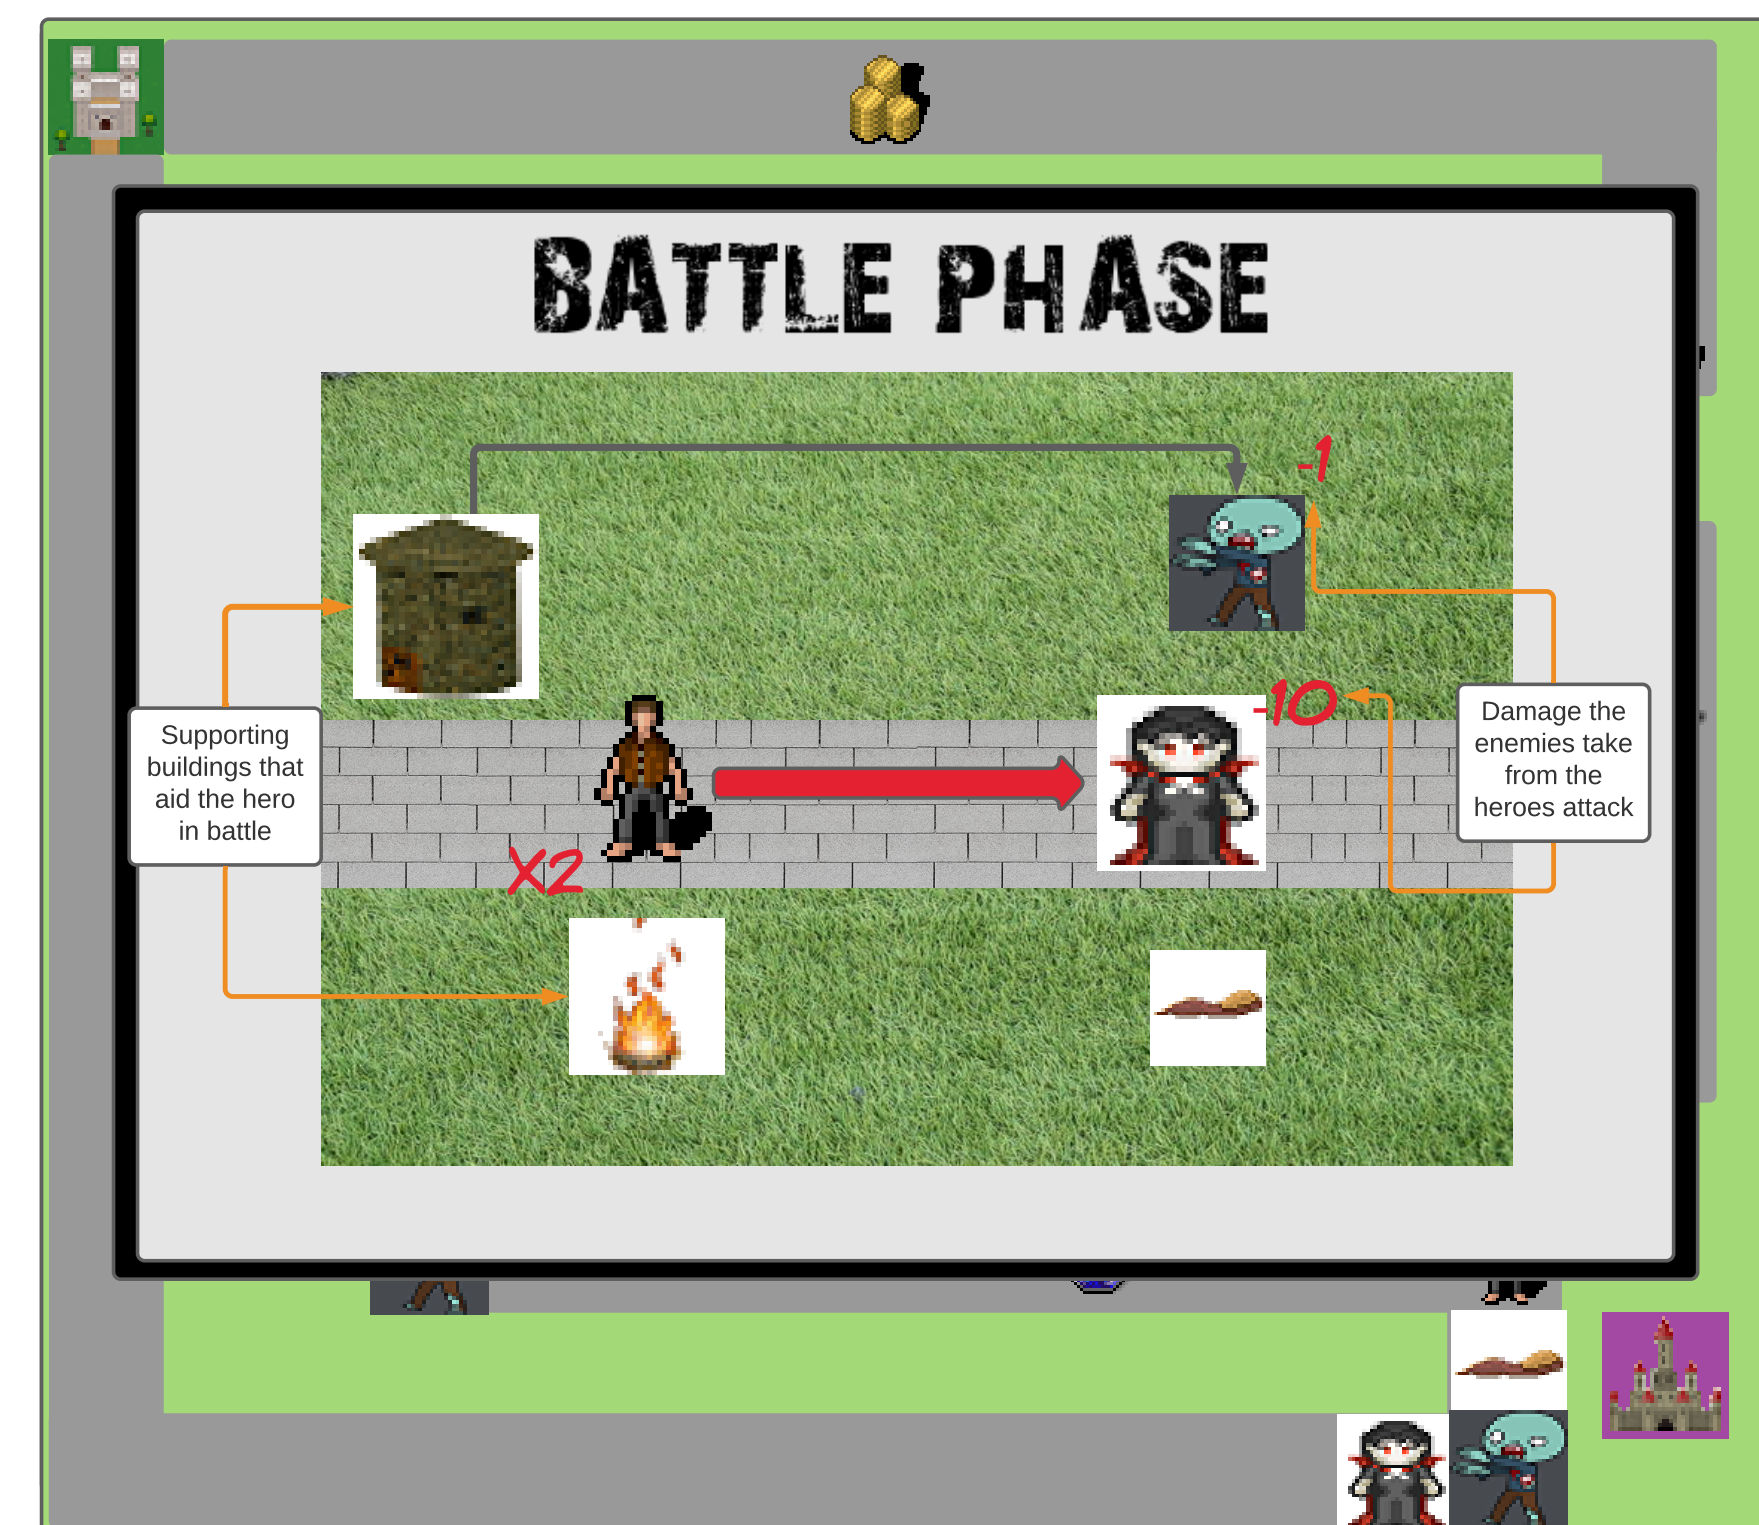 BATTLE PHASE
-1
-10
Supporting
buildings that
aid the hero
in battle
Damage the
enemies take
from the
heroes attack
X2